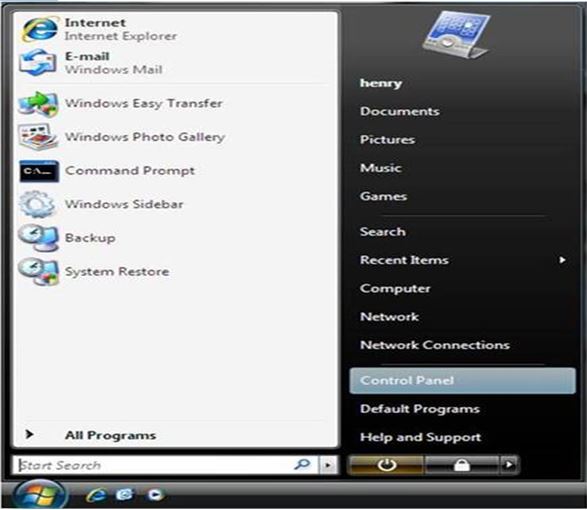 Internet
Internet Explorer
E-mail
Windows Mail
Windows Easy Transfer
Windows Photo Gallery
Command Prompt
Windows Sidebar
Backup
System Restore
All Programs
Start Search
henry
Documents
Pictures
Music
Games
Search
Recent Items
Computer
Network
Network Connections
Control Panel
Default Programs
Help and Support